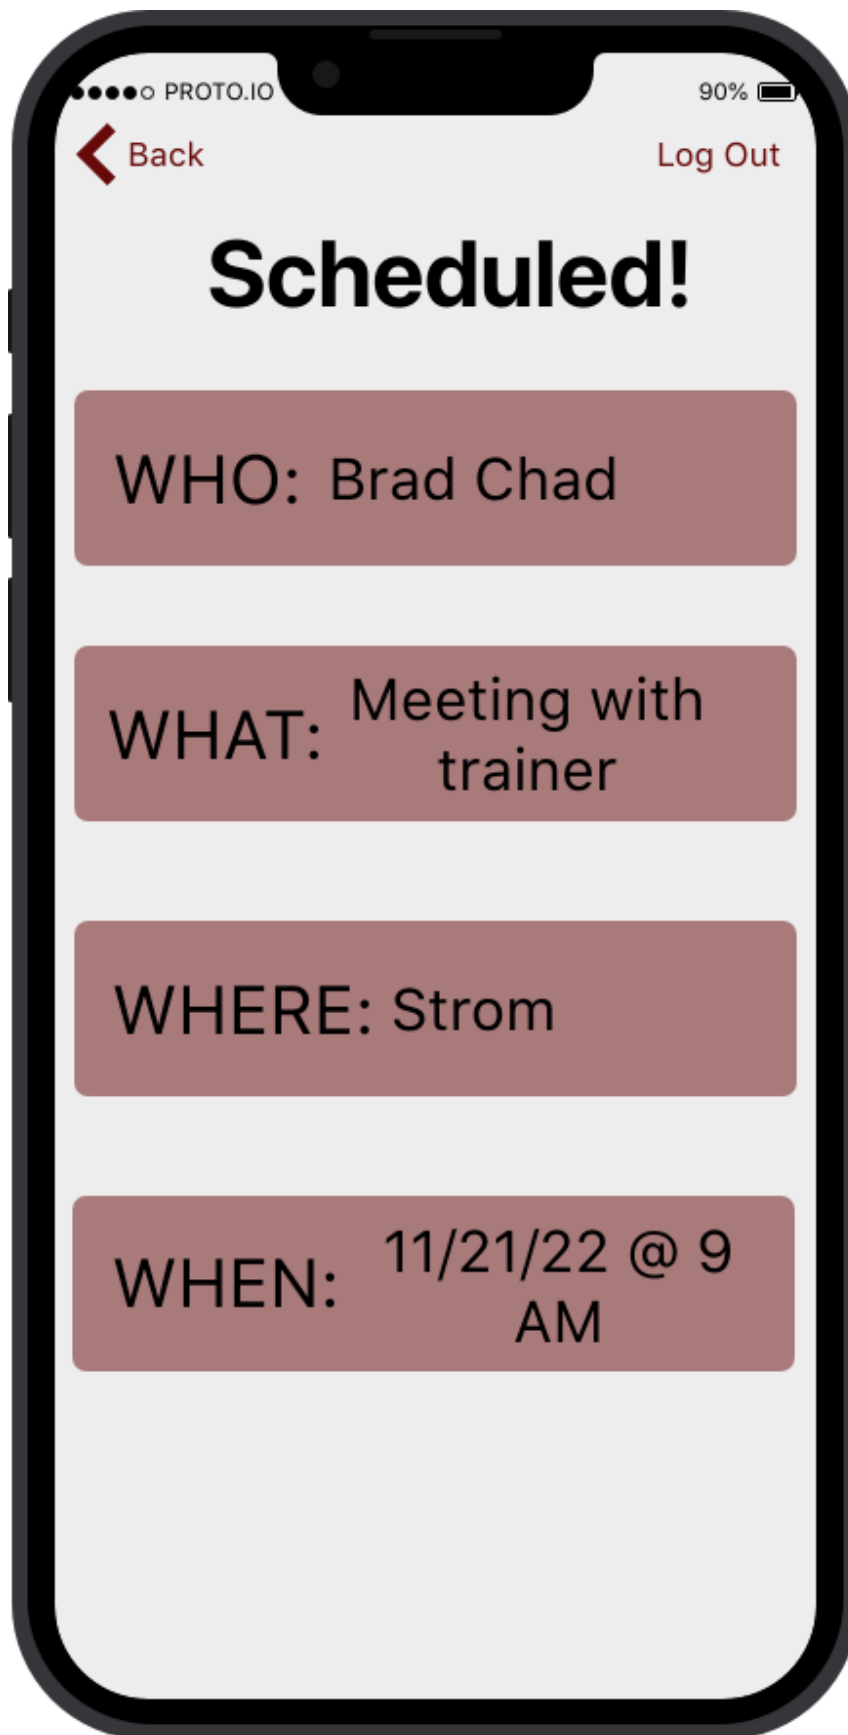 PROTO.IO 90%
Back Log Out
Scheduled!
WHO: Brad Chad
WHAT: Meeting with
trainer
WHERE: Strom
WHEN: 11/21/22 @ 9
AM